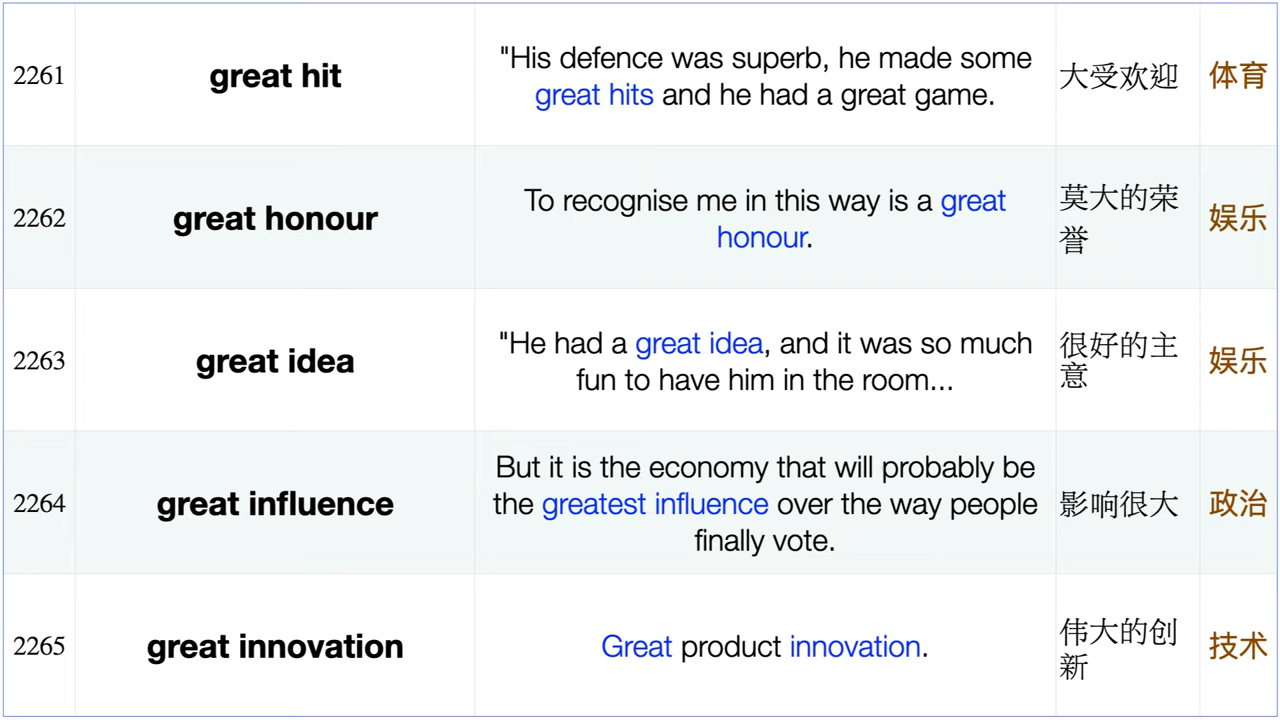 2261
great hit
"His defence was superb, he made some
great hits and he had a great game.
大受欢迎
体育
2262
great honour
To recognise me in this way is a great
honour.
莫大的荣
誉
娱乐
2263
great idea
"He had a great idea, and it was so much
fun to have him in the room...
很好的主
意
娱乐
2264
great influence
But it is the economy that will probably be
the greatest influence over the way people
finally vote.
影响很大
政治
2265
great innovation
Great product innovation.
伟大的创
新
技术